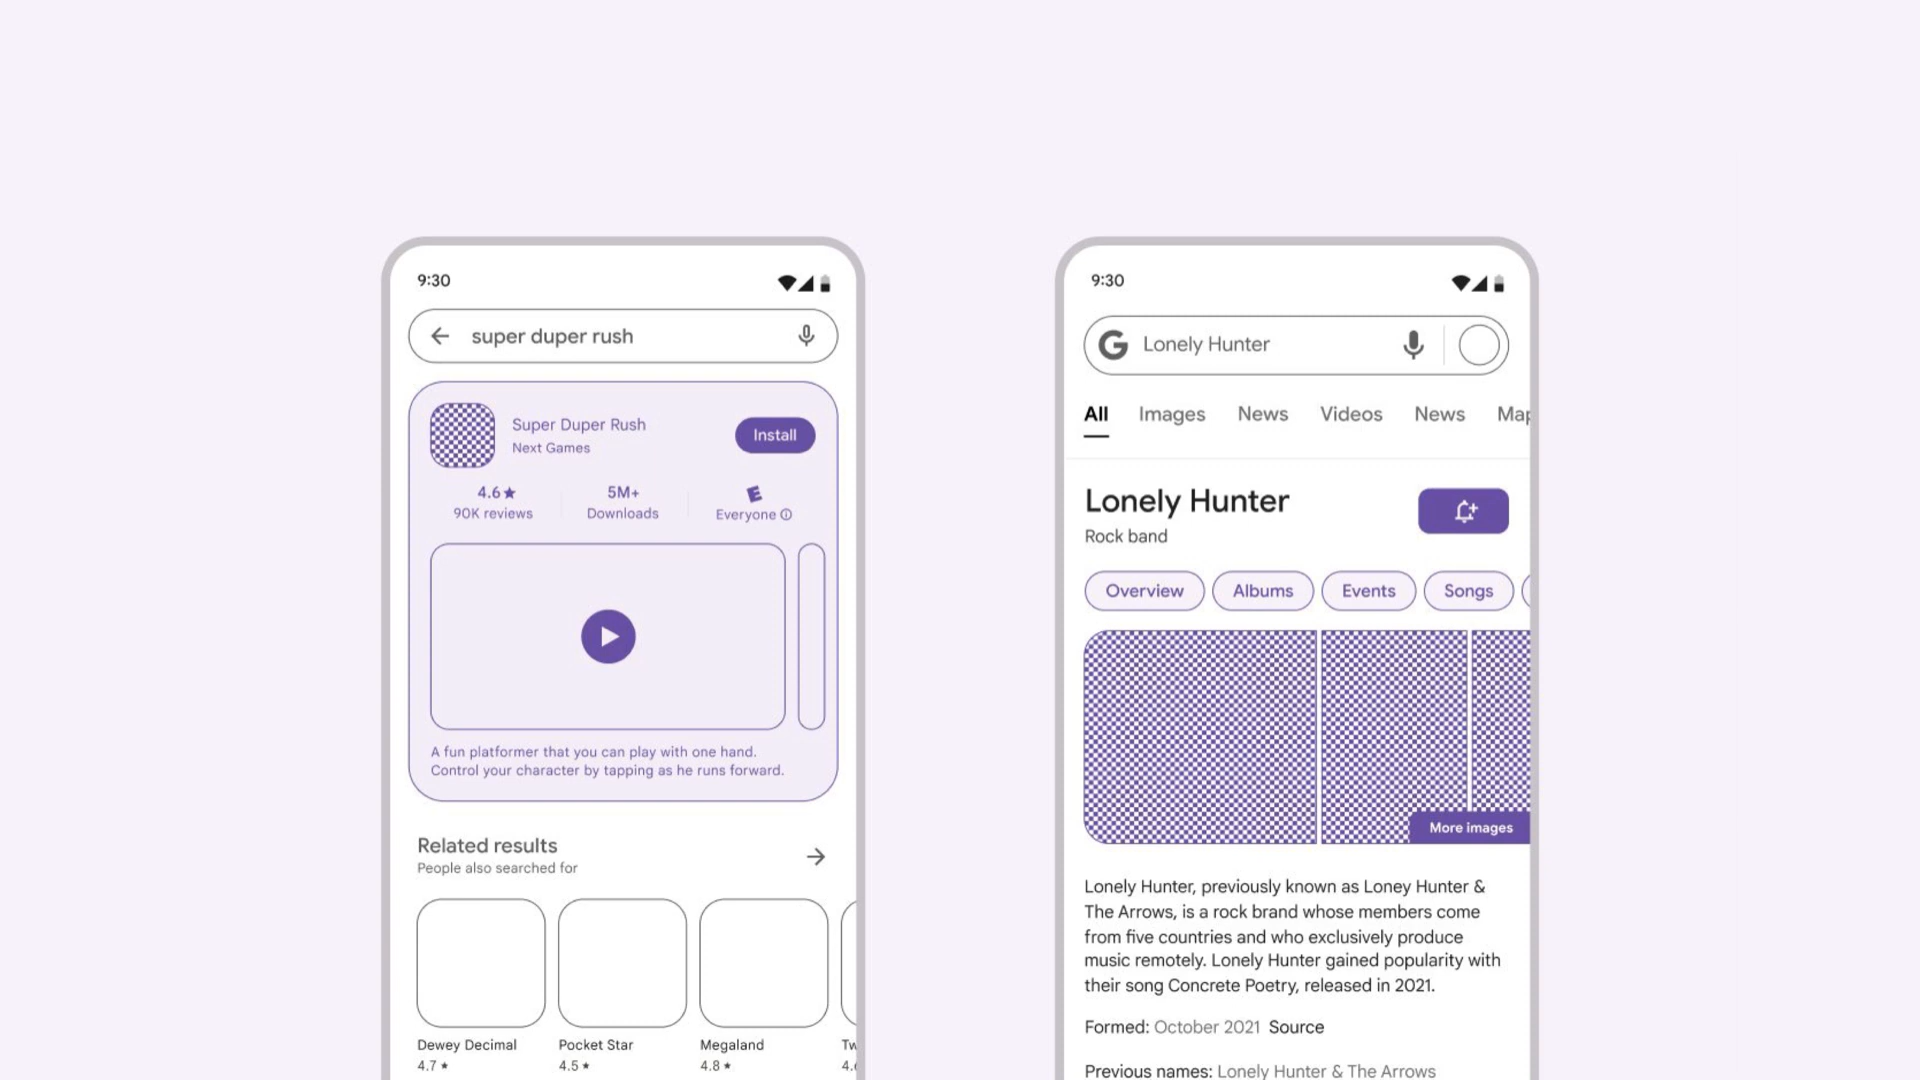 9:30
super duper rush
Super Duper Rush
Next Games
Install
4.6★
90K reviews
5M+
Downloads
E
Everyone
A fun platformer that you can play with one hand.
Control your character by tapping as he runs forward.
Related results
People also searched for
Dewey Decimal
4.7 ★
Pocket Star
4.5 ★
Megaland
4.8 ★
9:30
G Lonely Hunter
All Images News Videos News Map
Lonely Hunter
Rock band
Overview Albums Events Songs
More images
Lonely Hunter, previously known as Loney Hunter &
The Arrows, is a rock brand whose members come
from five countries and who exclusively produce
music remotely. Lonely Hunter gained popularity with
their song Concrete Poetry, released in 2021.
Formed: October 2021 Source
Previous names: Lonely Hunter & The Arrows